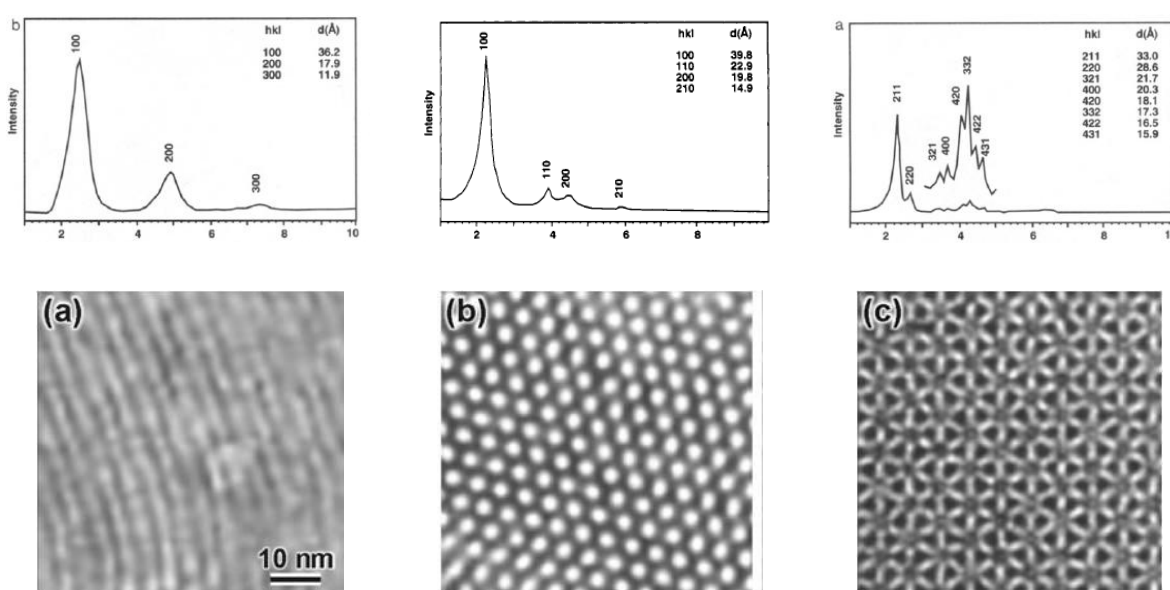 b
Intensity
100
200
300
hkl d(Å)
100 36.2
200 17.9
300 11.9
2 4 6 8 10
Intensity
100
110
200
210
hkl d(Å)
100 39.8
110 22.9
200 19.8
210 14.9
2 4 6 8
a
Intensity
211
220
321
400
420
332
422
431
hkl d(Å)
211 33.0
220 28.6
321 21.7
400 20.3
420 18.1
332 17.3
422 16.5
431 15.9
2 4 6 8 1
(a)
10 nm
(b)
(c)